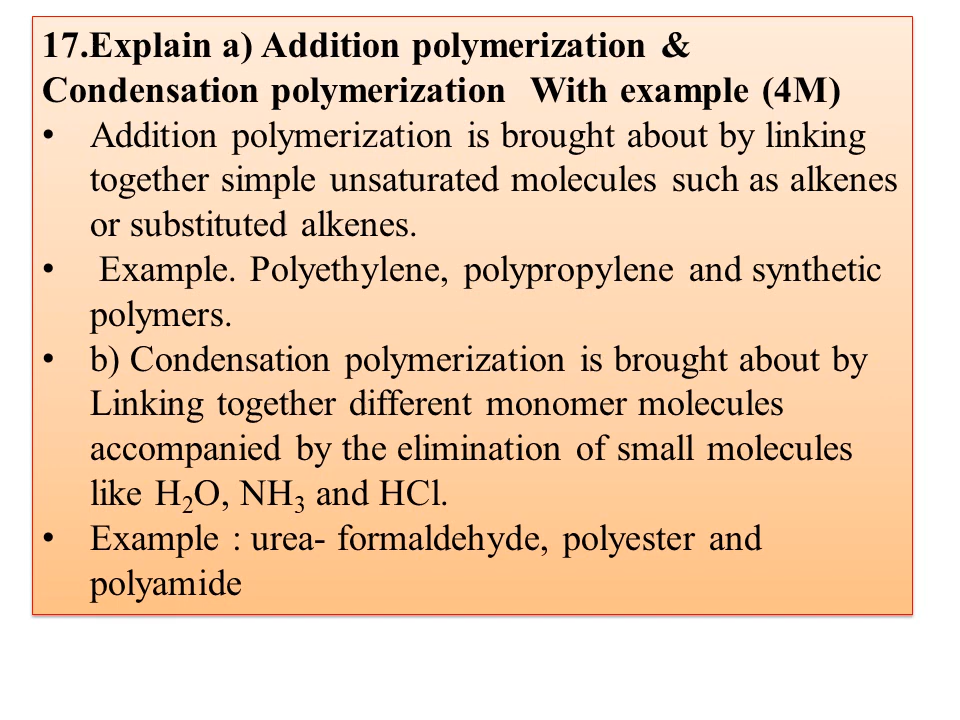 17.Explain a) Addition polymerization &
Condensation polymerization With example (4M)
• Addition polymerization is brought about by linking
together simple unsaturated molecules such as alkenes
or substituted alkenes.
• Example. Polyethylene, polypropylene and synthetic
polymers.
• b) Condensation polymerization is brought about by
Linking together different monomer molecules
accompanied by the elimination of small molecules
like H₂O, NH₃ and HCl.
• Example : urea- formaldehyde, polyester and
polyamide